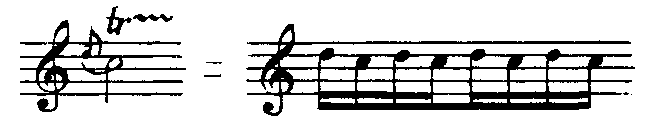 tr
=